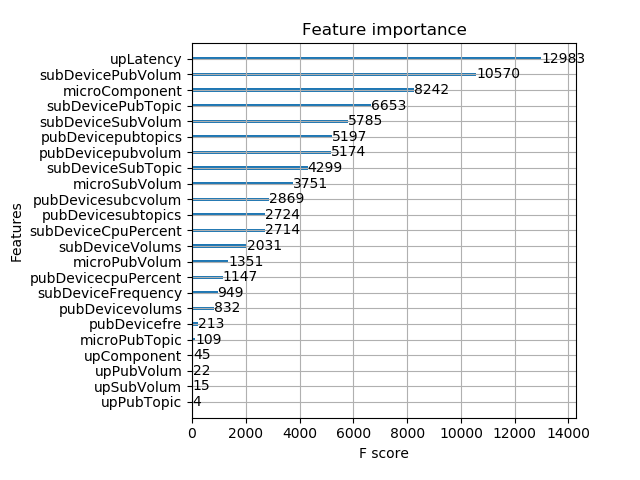 Feature importance
upLatency 12983
subDevicePubVolum 10570
microComponent 8242
subDevicePubTopic 6653
subDeviceSubVolum 5785
pubDevicepubtopics 5197
pubDevicepubvolum 5174
subDeviceSubTopic 4299
microSubVolum 3751
pubDevicesubcvolum 2869
pubDevicesubtopics 2724
subDeviceCpuPercent 2714
subDeviceVolums 2031
microPubVolum 1351
pubDevicecpuPercent 1147
subDeviceFrequency 949
pubDevicevolums 832
pubDevicefre 213
microPubTopic 109
upComponent 45
upPubVolum 22
upSubVolum 15
upPubTopic 4
Features
0 2000 4000 6000 8000 10000 12000 14000
F score